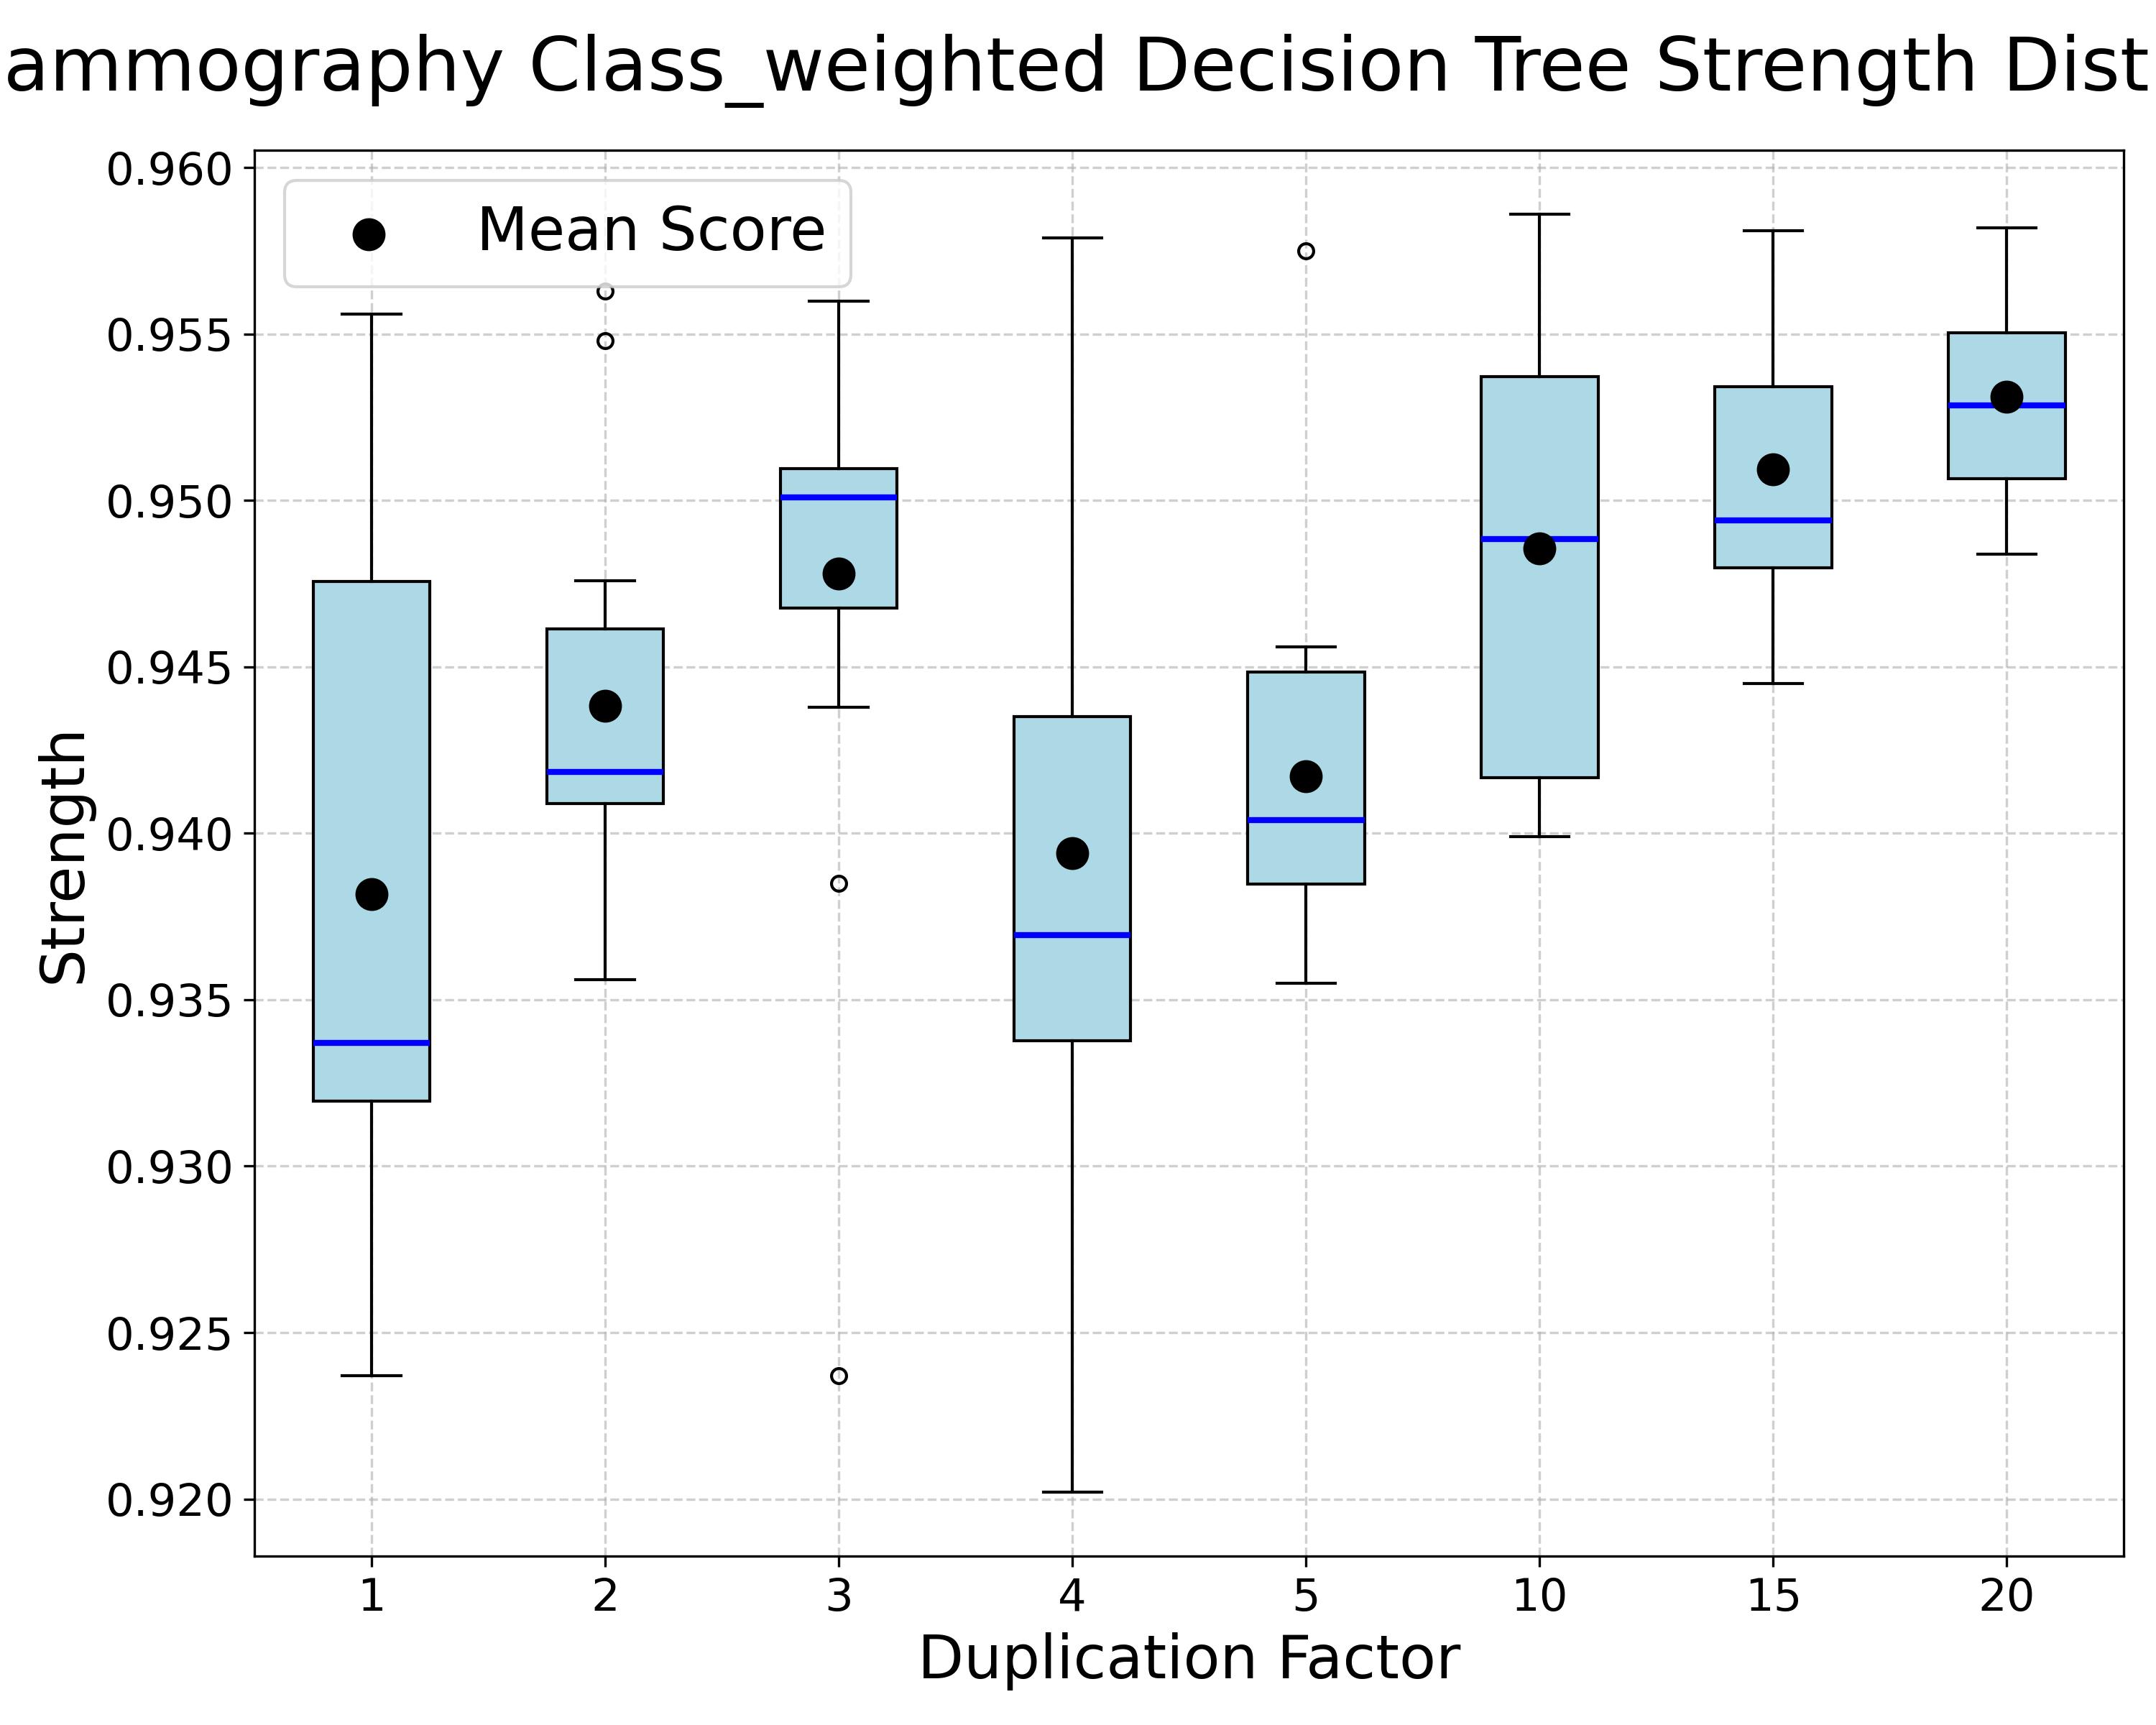 ammography Class_weighted Decision Tree Strength Dist
0.960
Mean Score
0.955
0.950
0.945
0.940
0.935
0.930
0.925
0.920
Strength
1 2 3 4 5 10 15 20
Duplication Factor